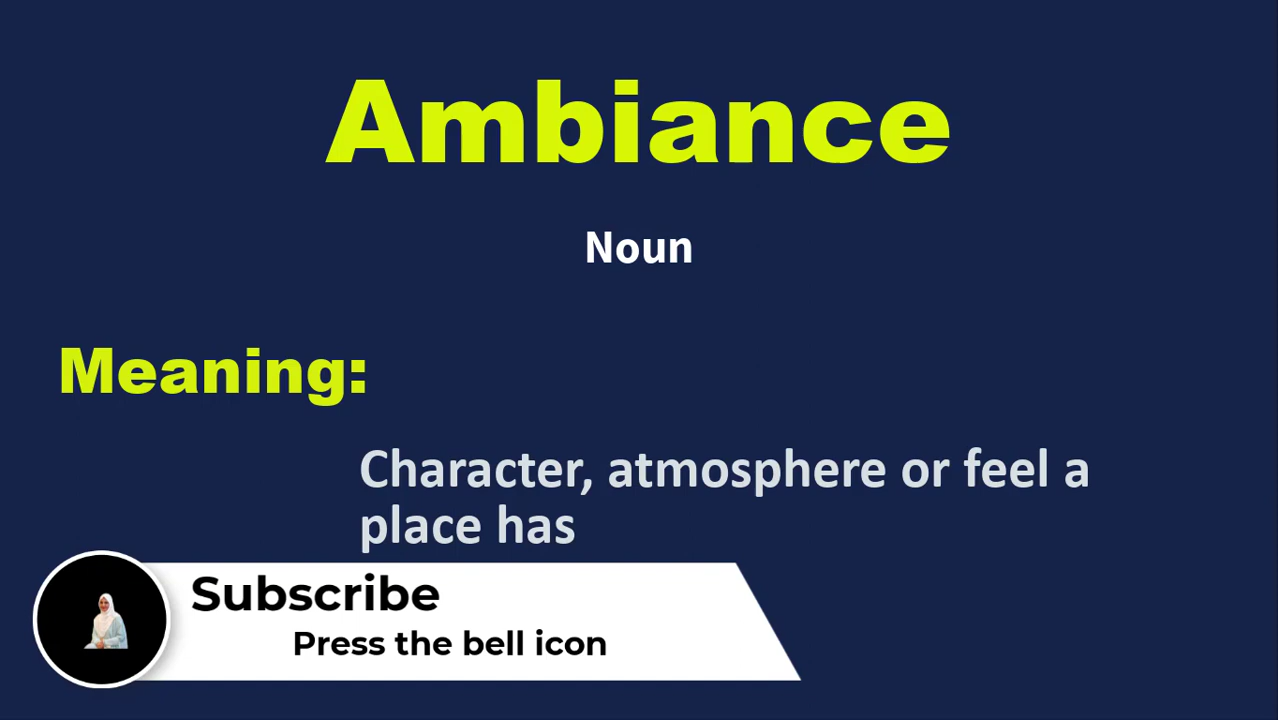 Ambiance
Noun
Meaning:
Character, atmosphere or feel a
place has
Subscribe
Press the bell icon